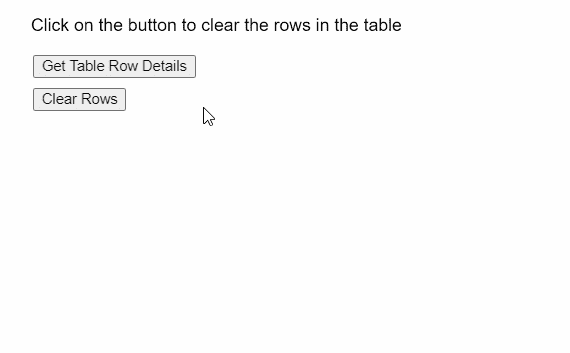 Click on the button to clear the rows in the table
Get Table Row Details
Clear Rows